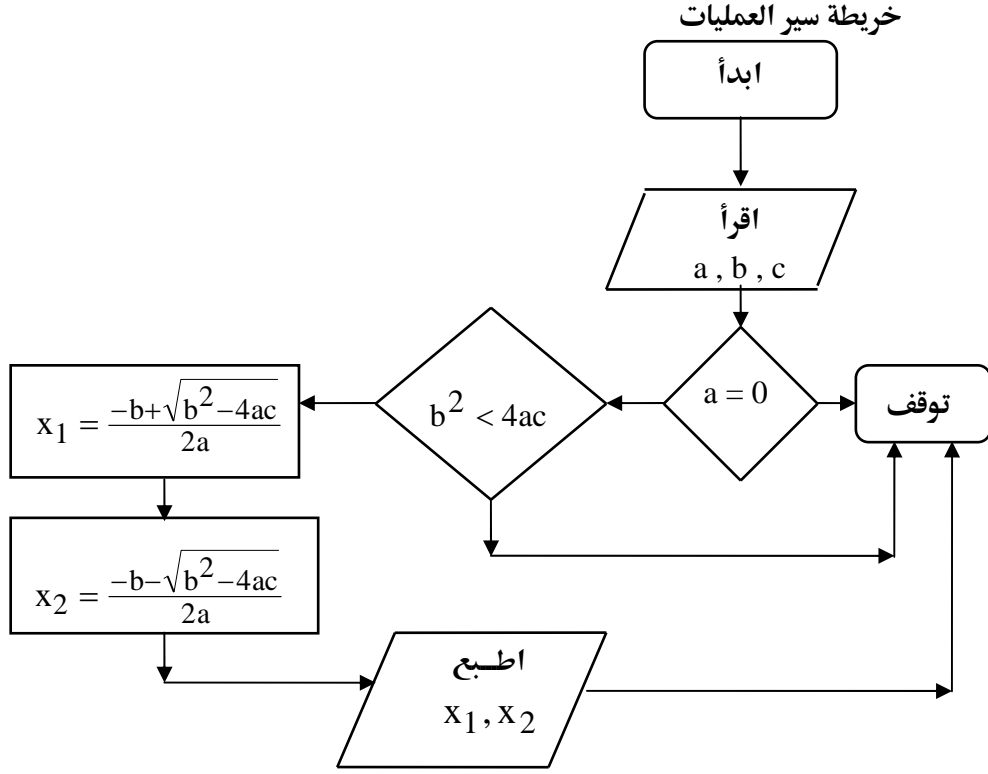 خريطة سير العمليات
ابدأ
اقرأ
a , b , c
a = 0
توقف
b² < 4ac
x₁ = (−b+√(b²−4ac))/(2a)
x₂ = (−b−√(b²−4ac))/(2a)
اطــبع
x₁, x₂